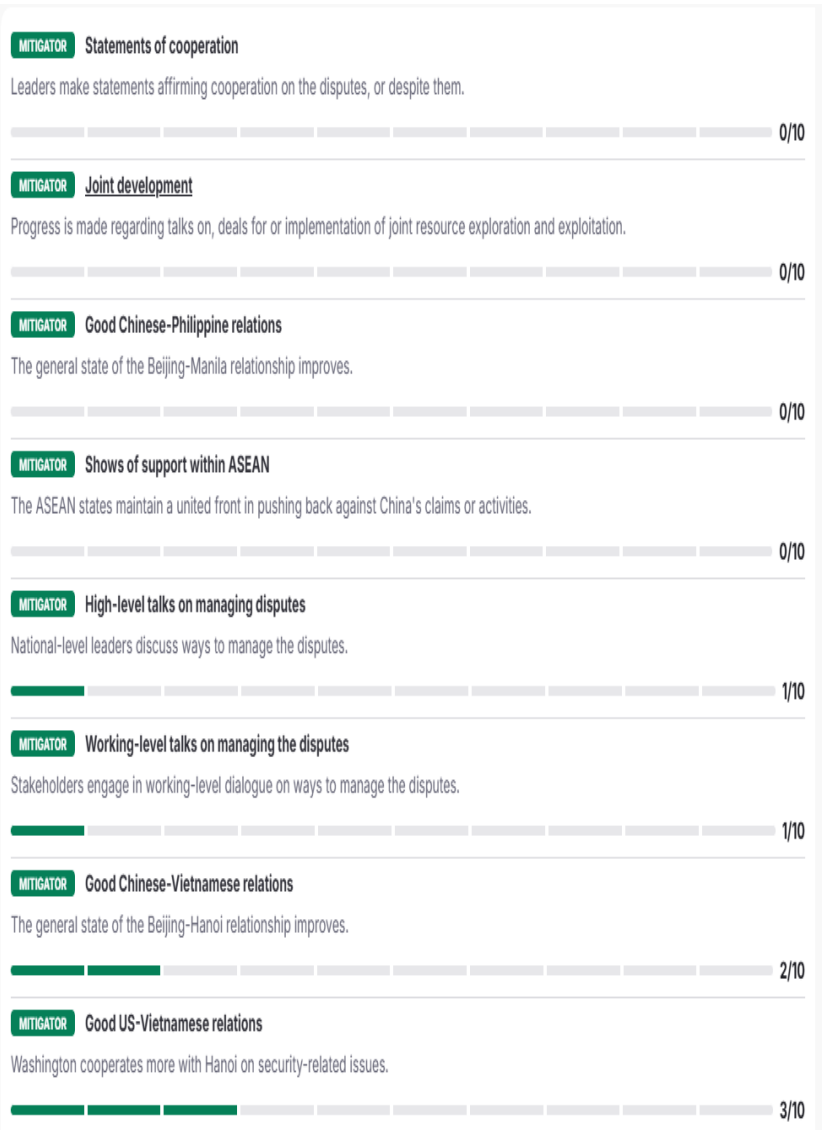 MITIGATOR Statements of cooperation
Leaders make statements affirming cooperation on the disputes, or despite them.
0/10
MITIGATOR Joint development
Progress is made regarding talks on, deals for or implementation of joint resource exploration and exploitation.
0/10
MITIGATOR Good Chinese-Philippine relations
The general state of the Beijing-Manila relationship improves.
0/10
MITIGATOR Shows of support within ASEAN
The ASEAN states maintain a united front in pushing back against China's claims or activities.
0/10
MITIGATOR High-level talks on managing disputes
National-level leaders discuss ways to manage the disputes.
1/10
MITIGATOR Working-level talks on managing the disputes
Stakeholders engage in working-level dialogue on ways to manage the disputes.
1/10
MITIGATOR Good Chinese-Vietnamese relations
The general state of the Beijing-Hanoi relationship improves.
2/10
MITIGATOR Good US-Vietnamese relations
Washington cooperates more with Hanoi on security-related issues.
3/10